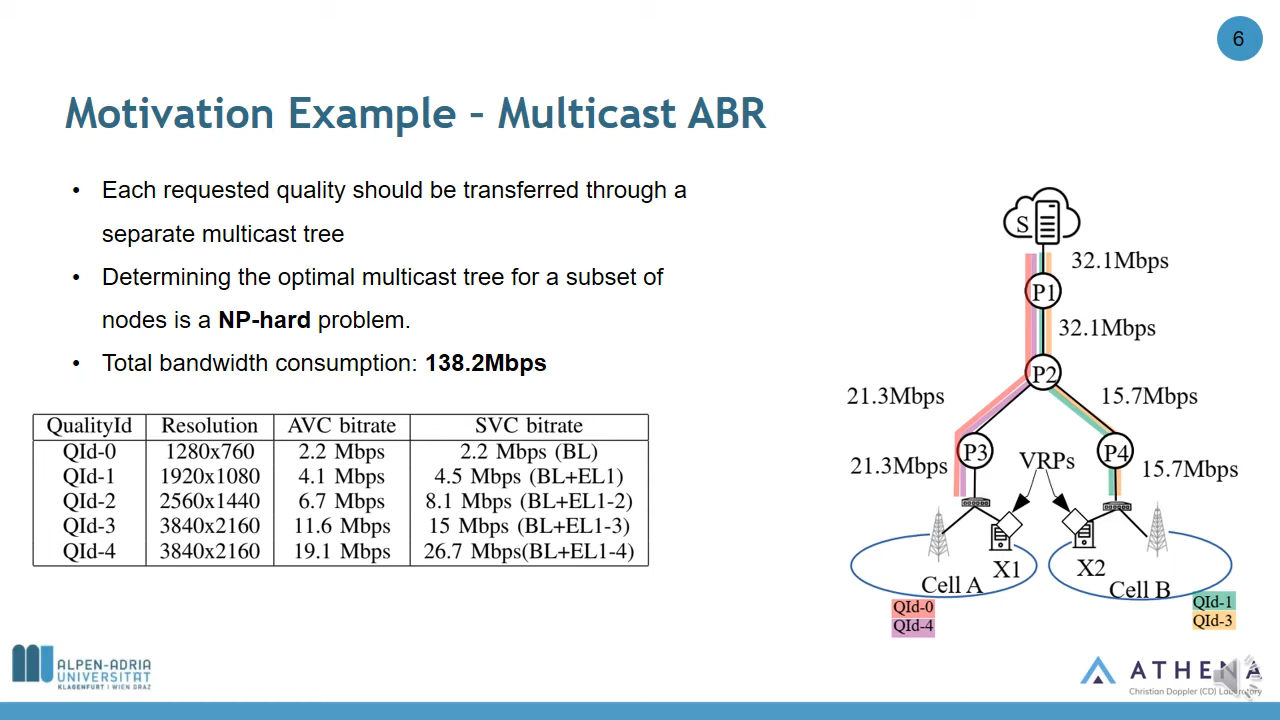 6
Motivation Example – Multicast ABR
• Each requested quality should be transferred through a
separate multicast tree
• Determining the optimal multicast tree for a subset of
nodes is a NP-hard problem.
• Total bandwidth consumption: 138.2Mbps
QualityId Resolution AVC bitrate SVC bitrate
QId-0 1280x760 2.2 Mbps 2.2 Mbps (BL)
QId-1 1920x1080 4.1 Mbps 4.5 Mbps (BL+EL1)
QId-2 2560x1440 6.7 Mbps 8.1 Mbps (BL+EL1-2)
QId-3 3840x2160 11.6 Mbps 15 Mbps (BL+EL1-3)
QId-4 3840x2160 19.1 Mbps 26.7 Mbps(BL+EL1-4)
S
32.1Mbps
P1
32.1Mbps
P2
21.3Mbps 15.7Mbps
P3 VRPs P4
21.3Mbps 15.7Mbps
X1 X2
Cell A Cell B
QId-0
QId-4
QId-1
QId-3
ALPEN-ADRIA
UNIVERSITÄT
KLAGENFURT | WIEN GRAZ
ATHENA
Christian Doppler (CD) Laboratory